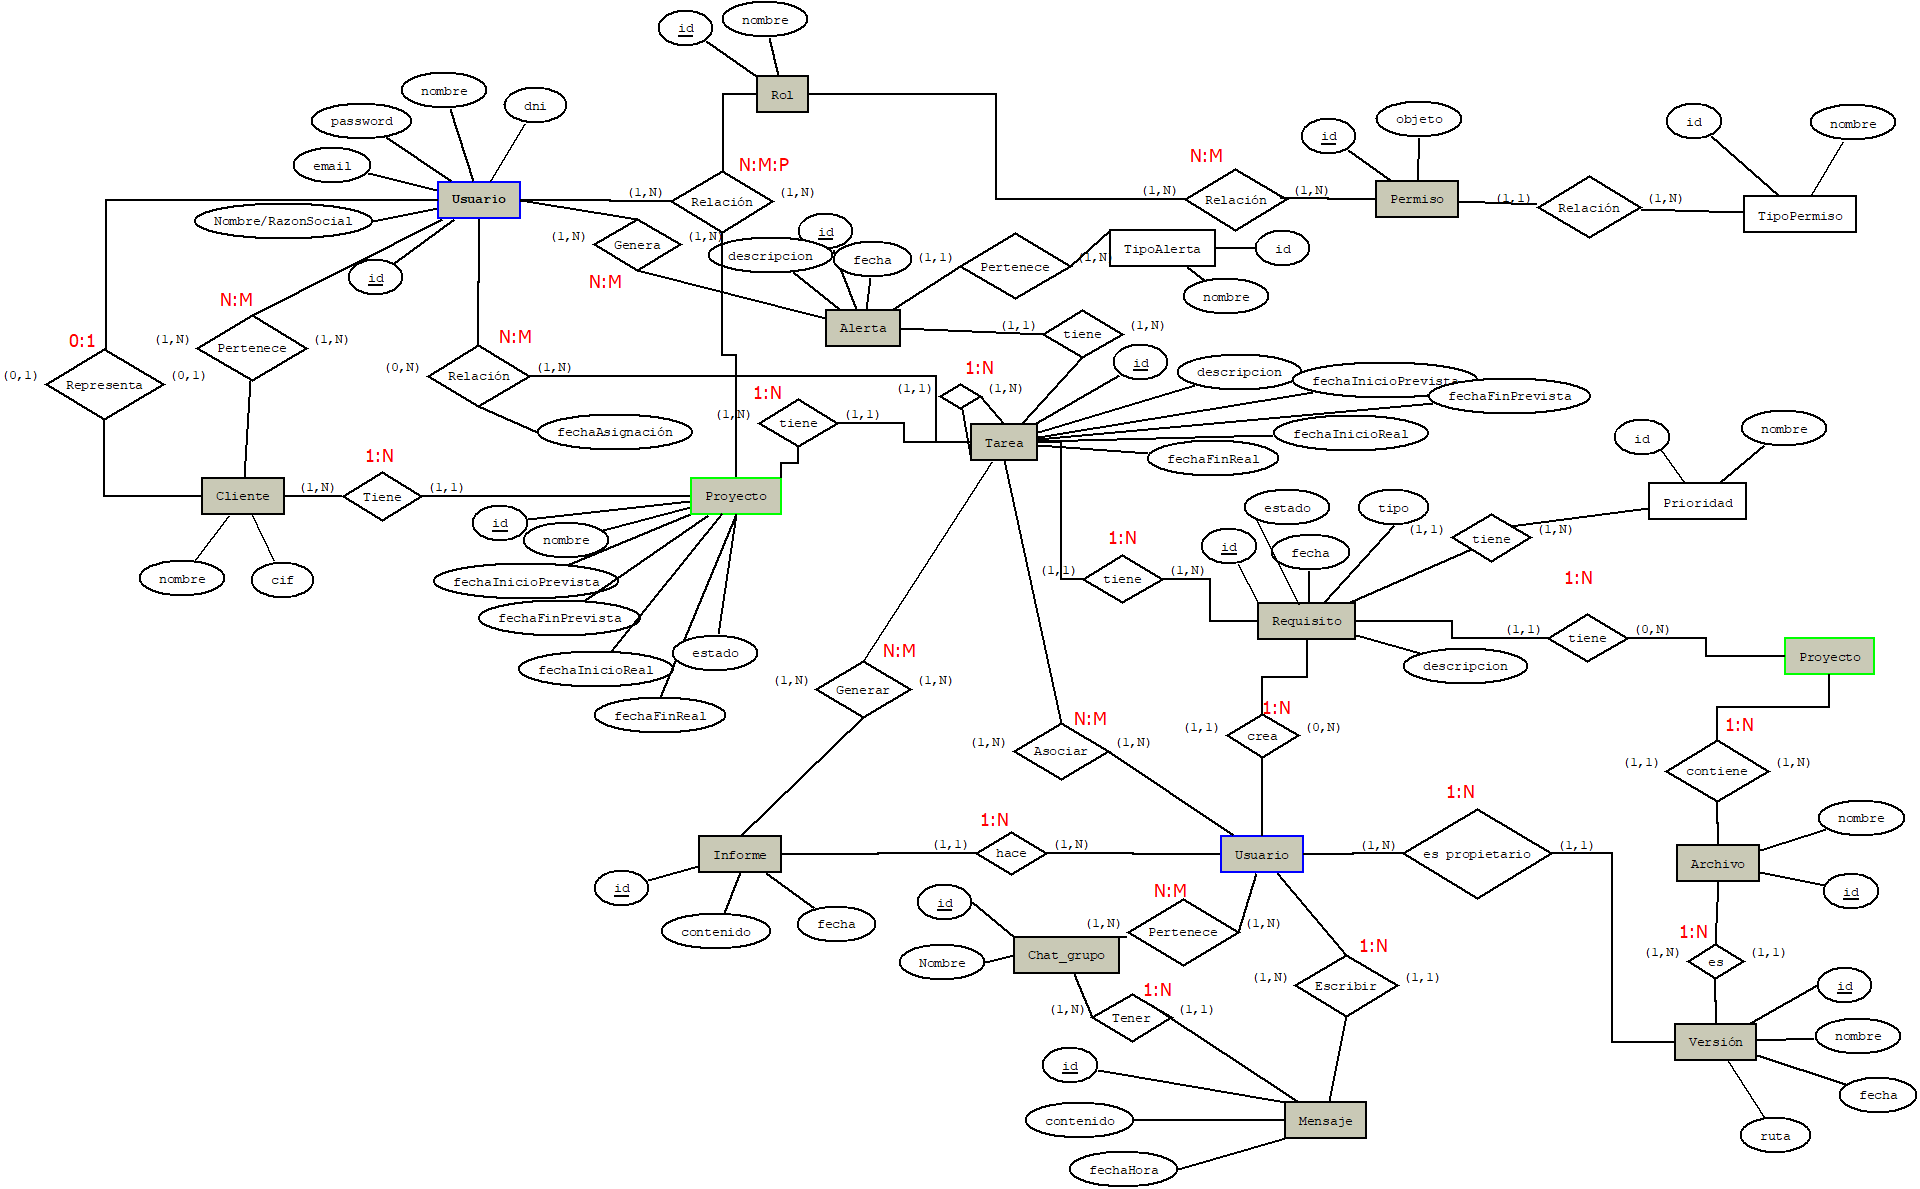 id
nombre
Rol
nombre
dni
password
email
Usuario
Nombre/RazonSocial
id
N:M:P
(1,N)
Relación
(1,N)
N:M
(1,N)
Relación
(1,N)
id
objeto
Permiso
(1,1)
Relación
(1,N)
id
nombre
TipoPermiso
(1,N)
Genera
(1,N)
N:M
id
descripcion
fecha
Alerta
(1,1)
Pertenece
(1,N)
TipoAlerta
id
nombre
(1,1)
tiene
(1,N)
N:M
(1,N)
Pertenece
(1,N)
0:1
(0,1)
Representa
(0,1)
N:M
(0,N)
Relación
(1,N)
fechaAsignación
1:N
(1,N)
tiene
(1,1)
1:N
(1,1)
(1,N)
Tarea
id
descripcion
fechaInicioPrevista
fechaFinPrevista
fechaInicioReal
fechaFinReal
id
nombre
Prioridad
Cliente
nombre
cif
1:N
(1,N)
Tiene
(1,1)
Proyecto
id
nombre
fechaInicioPrevista
fechaFinPrevista
fechaInicioReal
estado
fechaFinReal
1:N
(1,1)
tiene
(1,N)
id
estado
fecha
tipo
Requisito
descripcion
(1,1)
tiene
(1,N)
1:N
(1,1)
tiene
(0,N)
Proyecto
N:M
(1,N)
Generar
(1,N)
N:M
(1,N)
Asociar
(1,N)
1:N
(1,1)
crea
(0,N)
1:N
(1,1)
contiene
(1,N)
Informe
id
contenido
fecha
1:N
(1,1)
hace
(1,N)
Usuario
1:N
(1,N)
es propietario
(1,1)
Archivo
nombre
id
N:M
(1,N)
Pertenece
(1,N)
id
Nombre
Chat_grupo
1:N
(1,N)
Escribir
(1,1)
1:N
(1,N)
es
(1,1)
1:N
(1,N)
Tener
(1,1)
id
contenido
fechaHora
Mensaje
Versión
id
nombre
fecha
ruta